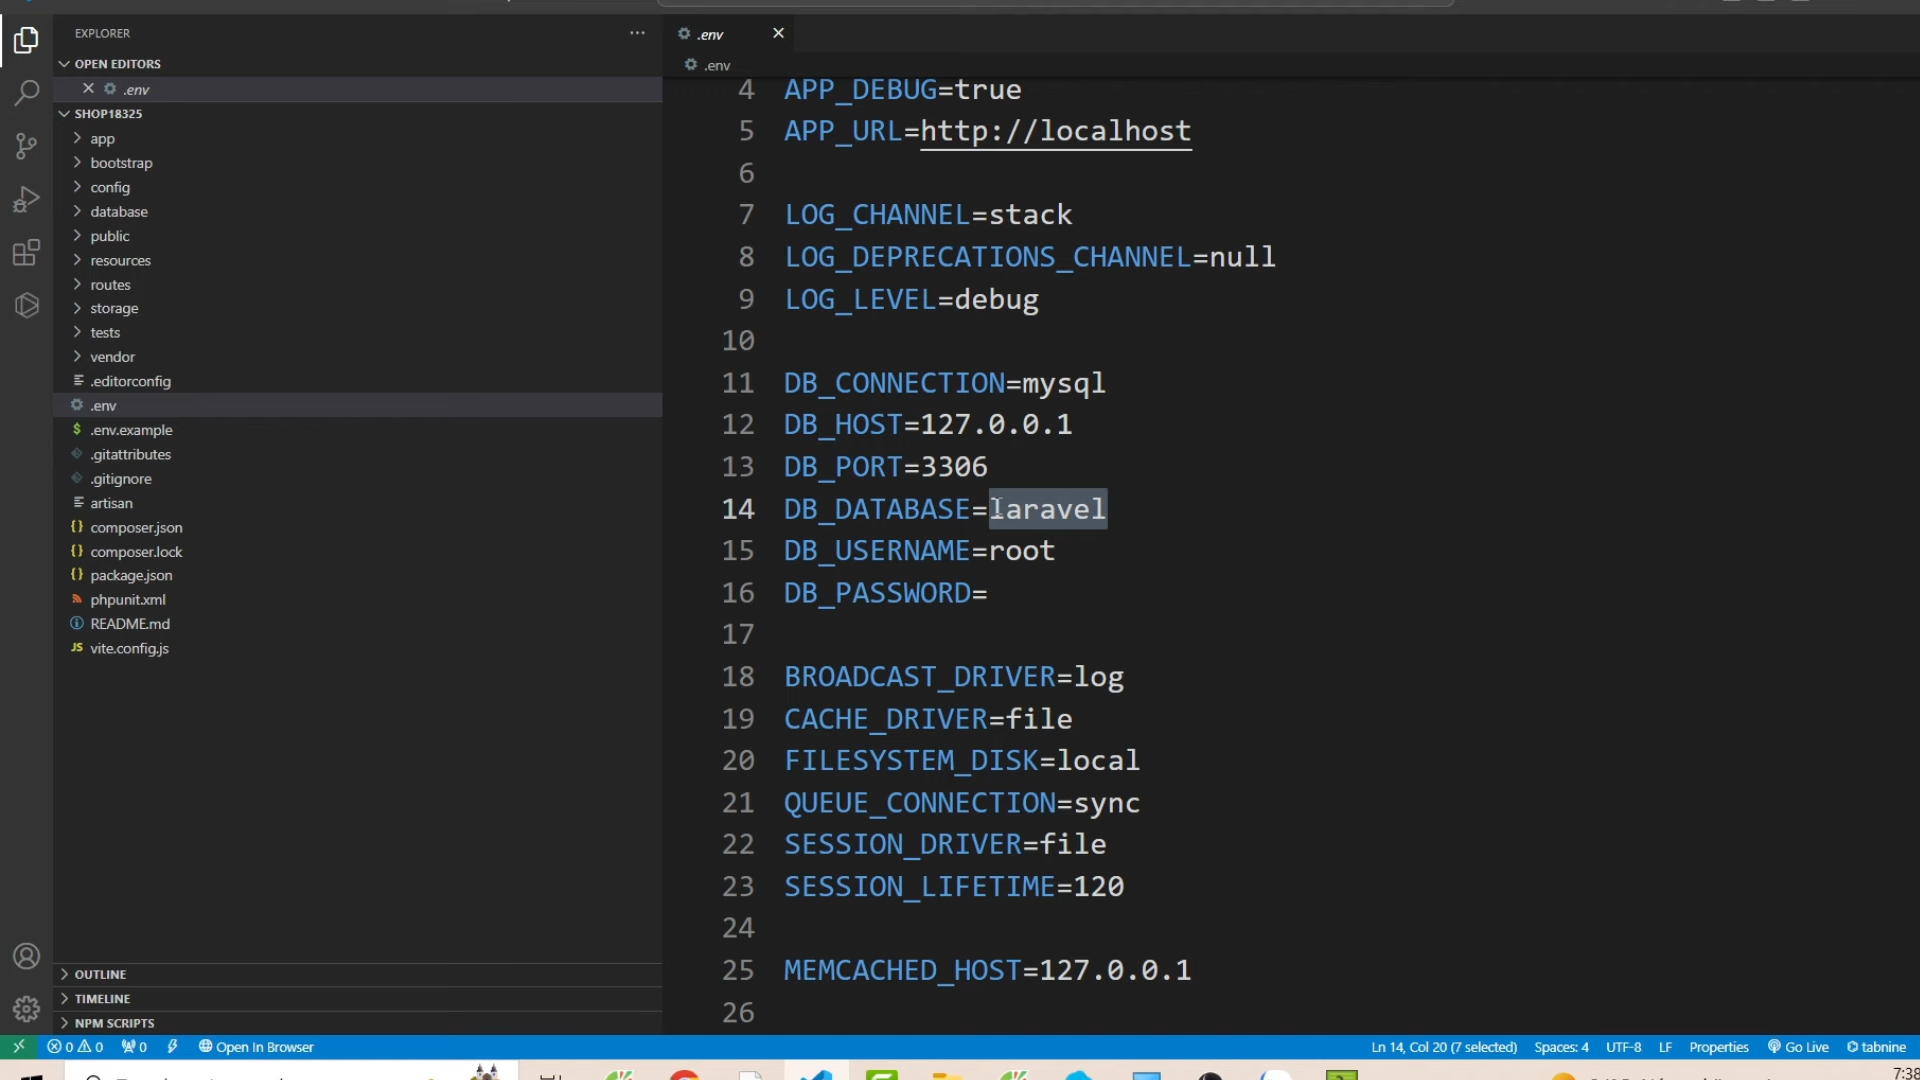 EXPLORER
OPEN EDITORS
.env
SHOP18325
app
bootstrap
config
database
public
resources
routes
storage
tests
vendor
.editorconfig
.env
.env.example
.gitattributes
.gitignore
artisan
composer.json
composer.lock
package.json
phpunit.xml
README.md
vite.config.js
OUTLINE
TIMELINE
NPM SCRIPTS
.env
.env
4 APP_DEBUG=true
5 APP_URL=http://localhost
6
7 LOG_CHANNEL=stack
8 LOG_DEPRECATIONS_CHANNEL=null
9 LOG_LEVEL=debug
10
11 DB_CONNECTION=mysql
12 DB_HOST=127.0.0.1
13 DB_PORT=3306
14 DB_DATABASE=laravel
15 DB_USERNAME=root
16 DB_PASSWORD=
17
18 BROADCAST_DRIVER=log
19 CACHE_DRIVER=file
20 FILESYSTEM_DISK=local
21 QUEUE_CONNECTION=sync
22 SESSION_DRIVER=file
23 SESSION_LIFETIME=120
24
25 MEMCACHED_HOST=127.0.0.1
26
0 0 0 Open In Browser Ln 14, Col 20 (7 selected) Spaces: 4 UTF-8 LF Properties Go Live tabnine
7:38